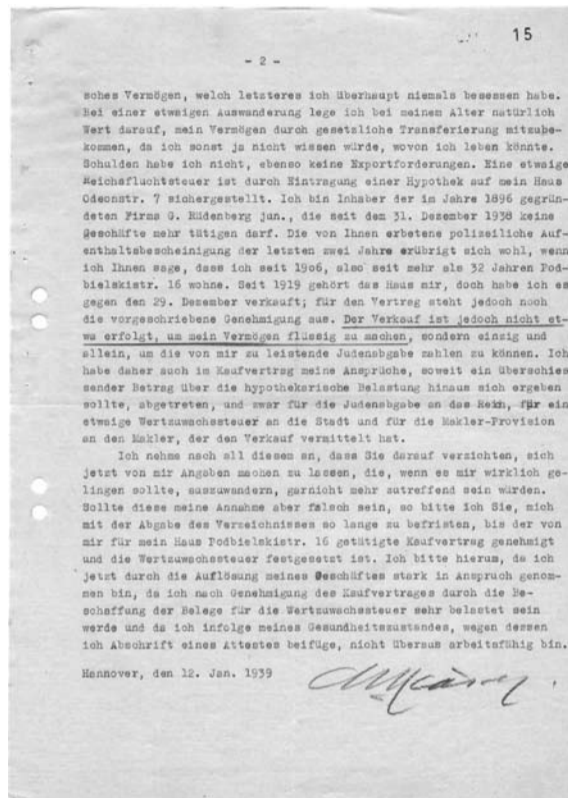 15
- 2 -
sches Vermögen, welch letzteres ich überhaupt niemals besessen habe.
Bei einer etwaigen Auswanderung lege ich bei meinem Alter natürlich
Wert darauf, mein Vermögen durch gesetzliche Transferierung mitzube-
kommen, da ich sonst ja nicht wissen würde, wovon ich leben könnte.
Schulden habe ich nicht, ebenso keine Exportforderungen. Eine etwaige
Reichsfluchtsteuer ist durch Eintragung einer Hypothek auf mein Haus
Odeonstr. 7 sichergestellt. Ich bin Inhaber der im Jahre 1896 gegrün-
deten Firma G. Rüdenberg jun., die seit dem 31. Dezember 1938 keine
Geschäfte mehr tätigen darf. Die von Ihnen erbetene polizeiliche Auf-
enthaltsbescheinigung der letzten zwei Jahre erübrigt sich wohl, wenn
ich Ihnen sage, dass ich seit 1906, also seit mehr als 32 Jahren Pod-
bielskistr. 16 wohne. Seit 1919 gehört das Haus mir, doch habe ich es
gegen den 29. Dezember verkauft; für den Vertrag steht jedoch noch
die vorgeschriebene Genehmigung aus. Der Verkauf ist jedoch nicht et-
wa erfolgt, um mein Vermögen flüssig zu machen, sondern einzig und
allein, um die von mir zu leistende Judenabgabe zahlen zu können. Ich
habe daher auch im Kaufvertrag meine Ansprüche, soweit ein überschies
sender Betrag über die hypothekarische Belastung hinaus sich ergeben
sollte, abgetreten, und zwar für die Judenabgabe an das Reich, für ein
etwaige Wertzuwachssteuer an die Stadt und für die Makler-Provision
an den Makler, der den Verkauf vermittelt hat.
Ich nehme nach all diesem an, dass Sie darauf verzichten, sich
jetzt von mir Angaben machen zu lassen, die, wenn es mir wirklich ge-
lingen sollte, auszuwandern, garnicht mehr zutreffend sein würden.
Sollte diese meine Annahme aber falsch sein, so bitte ich Sie, mich
mit der Abgabe des Verzeichnisses so lange zu befristen, bis der von
mir für mein Haus Podbielskistr. 16 getätigte Kaufvertrag genehmigt
und die Wertzuwachssteuer festgesetzt ist. Ich bitte hierum, da ich
jetzt durch die Auflösung meines Geschäftes stark in Anspruch genom-
men bin, da ich nach Genehmigung des Kaufvertrages durch die Be-
schaffung der Belege für die Wertzuwachssteuer sehr belastet sein
werde und da ich infolge meines Gesundheitszustandes, wegen dessen
ich Abschrift eines Attestes beifüge, nicht überaus arbeitsfähig bin.
Hannover, den 12. Jan. 1939